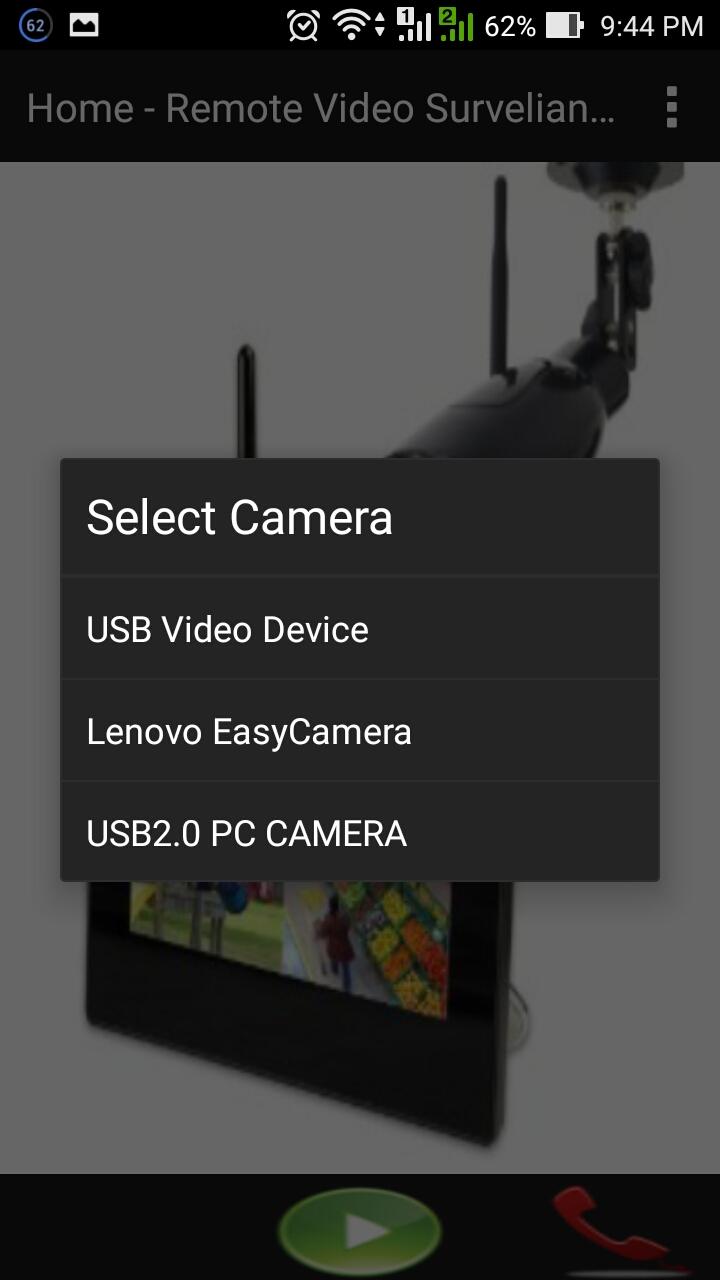 62
1
2
62%
9:44 PM
Home - Remote Video Survelian...
Select Camera
USB Video Device
Lenovo EasyCamera
USB2.0 PC CAMERA